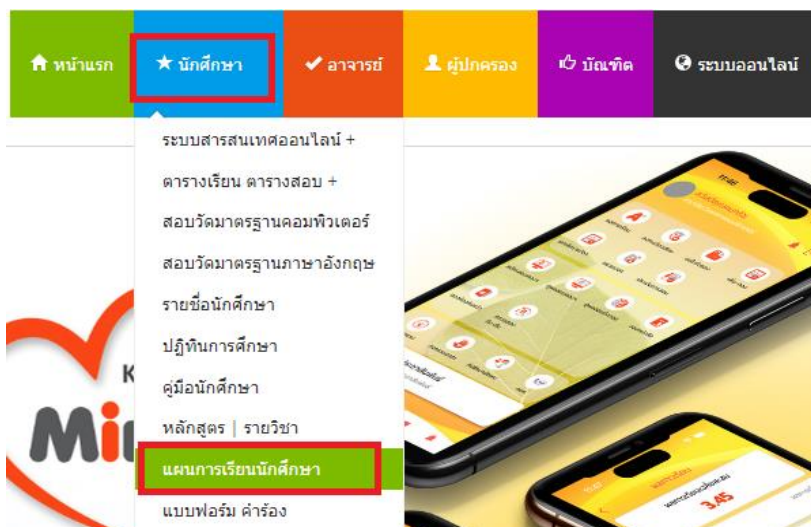 หน้าแรก
นักศึกษา
อาจารย์
ผู้ปกครอง
บัณฑิต
ระบบออนไลน์
ระบบสารสนเทศออนไลน์ +
ตารางเรียน ตารางสอบ +
สอบวัดมาตรฐานคอมพิวเตอร์
สอบวัดมาตรฐานภาษาอังกฤษ
รายชื่อนักศึกษา
ปฏิทินการศึกษา
คู่มือนักศึกษา
หลักสูตร | รายวิชา
แผนการเรียนนักศึกษา
แบบฟอร์ม คำร้อง
K
Mi
11:46
3.45